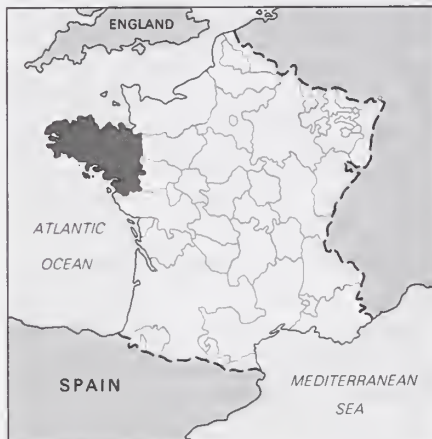 ENGLAND
ATLANTIC
OCEAN
SPAIN
MEDITERRANEAN
SEA